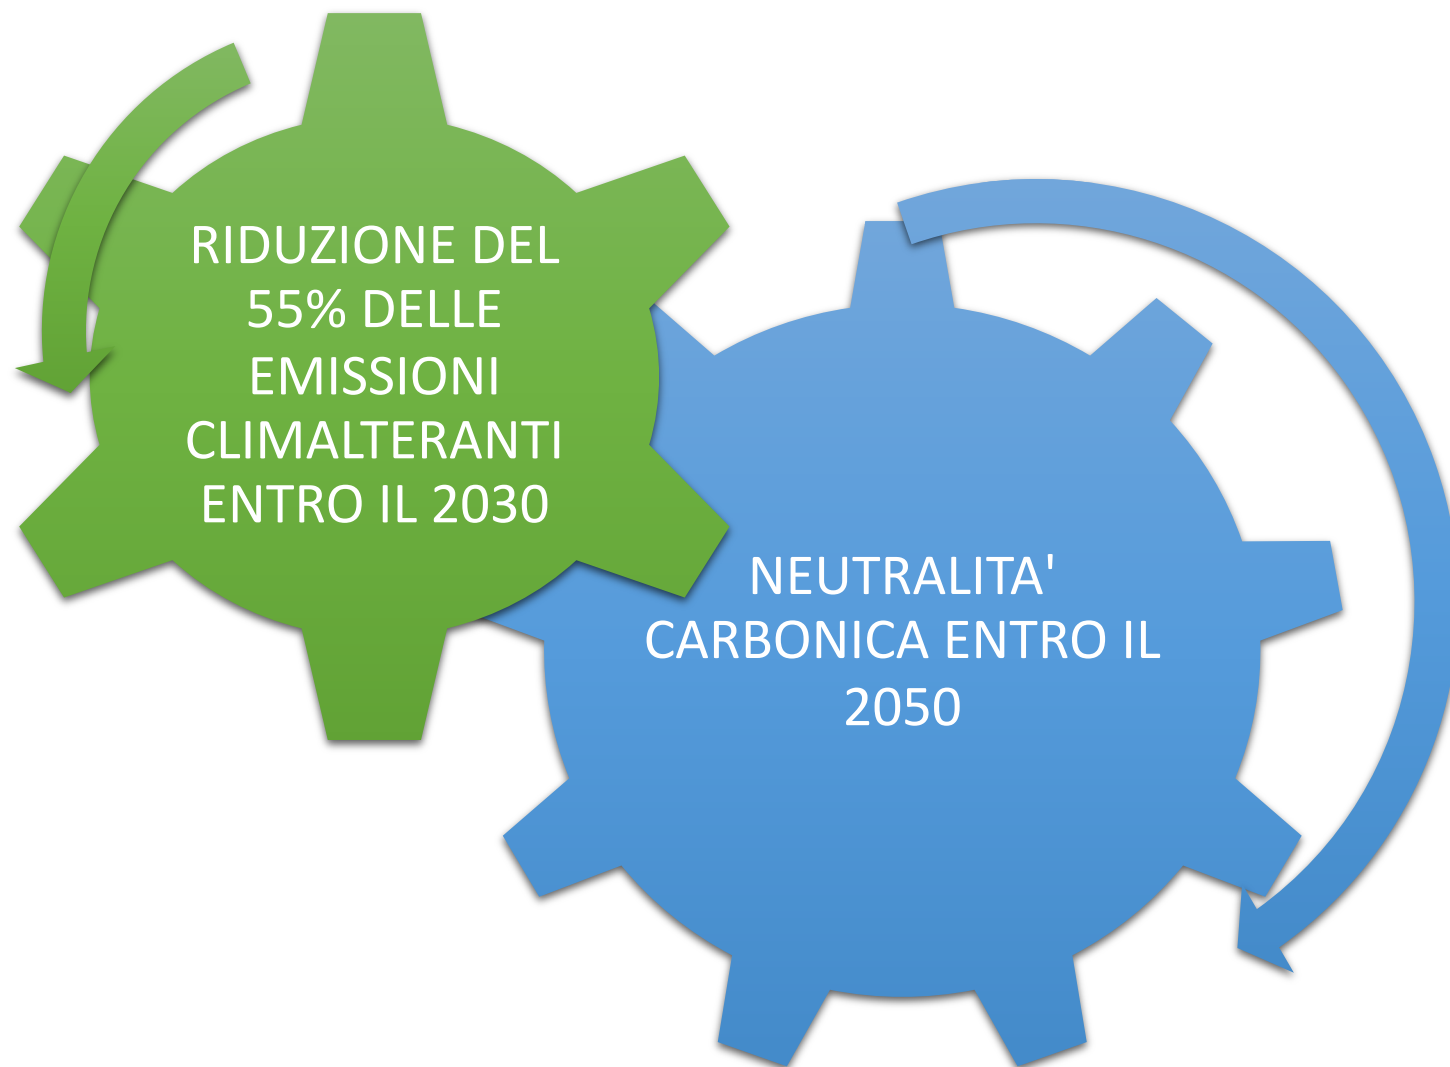 RIDUZIONE DEL
55% DELLE
EMISSIONI
CLIMALTERANTI
ENTRO IL 2030
NEUTRALITA'
CARBONICA ENTRO IL
2050